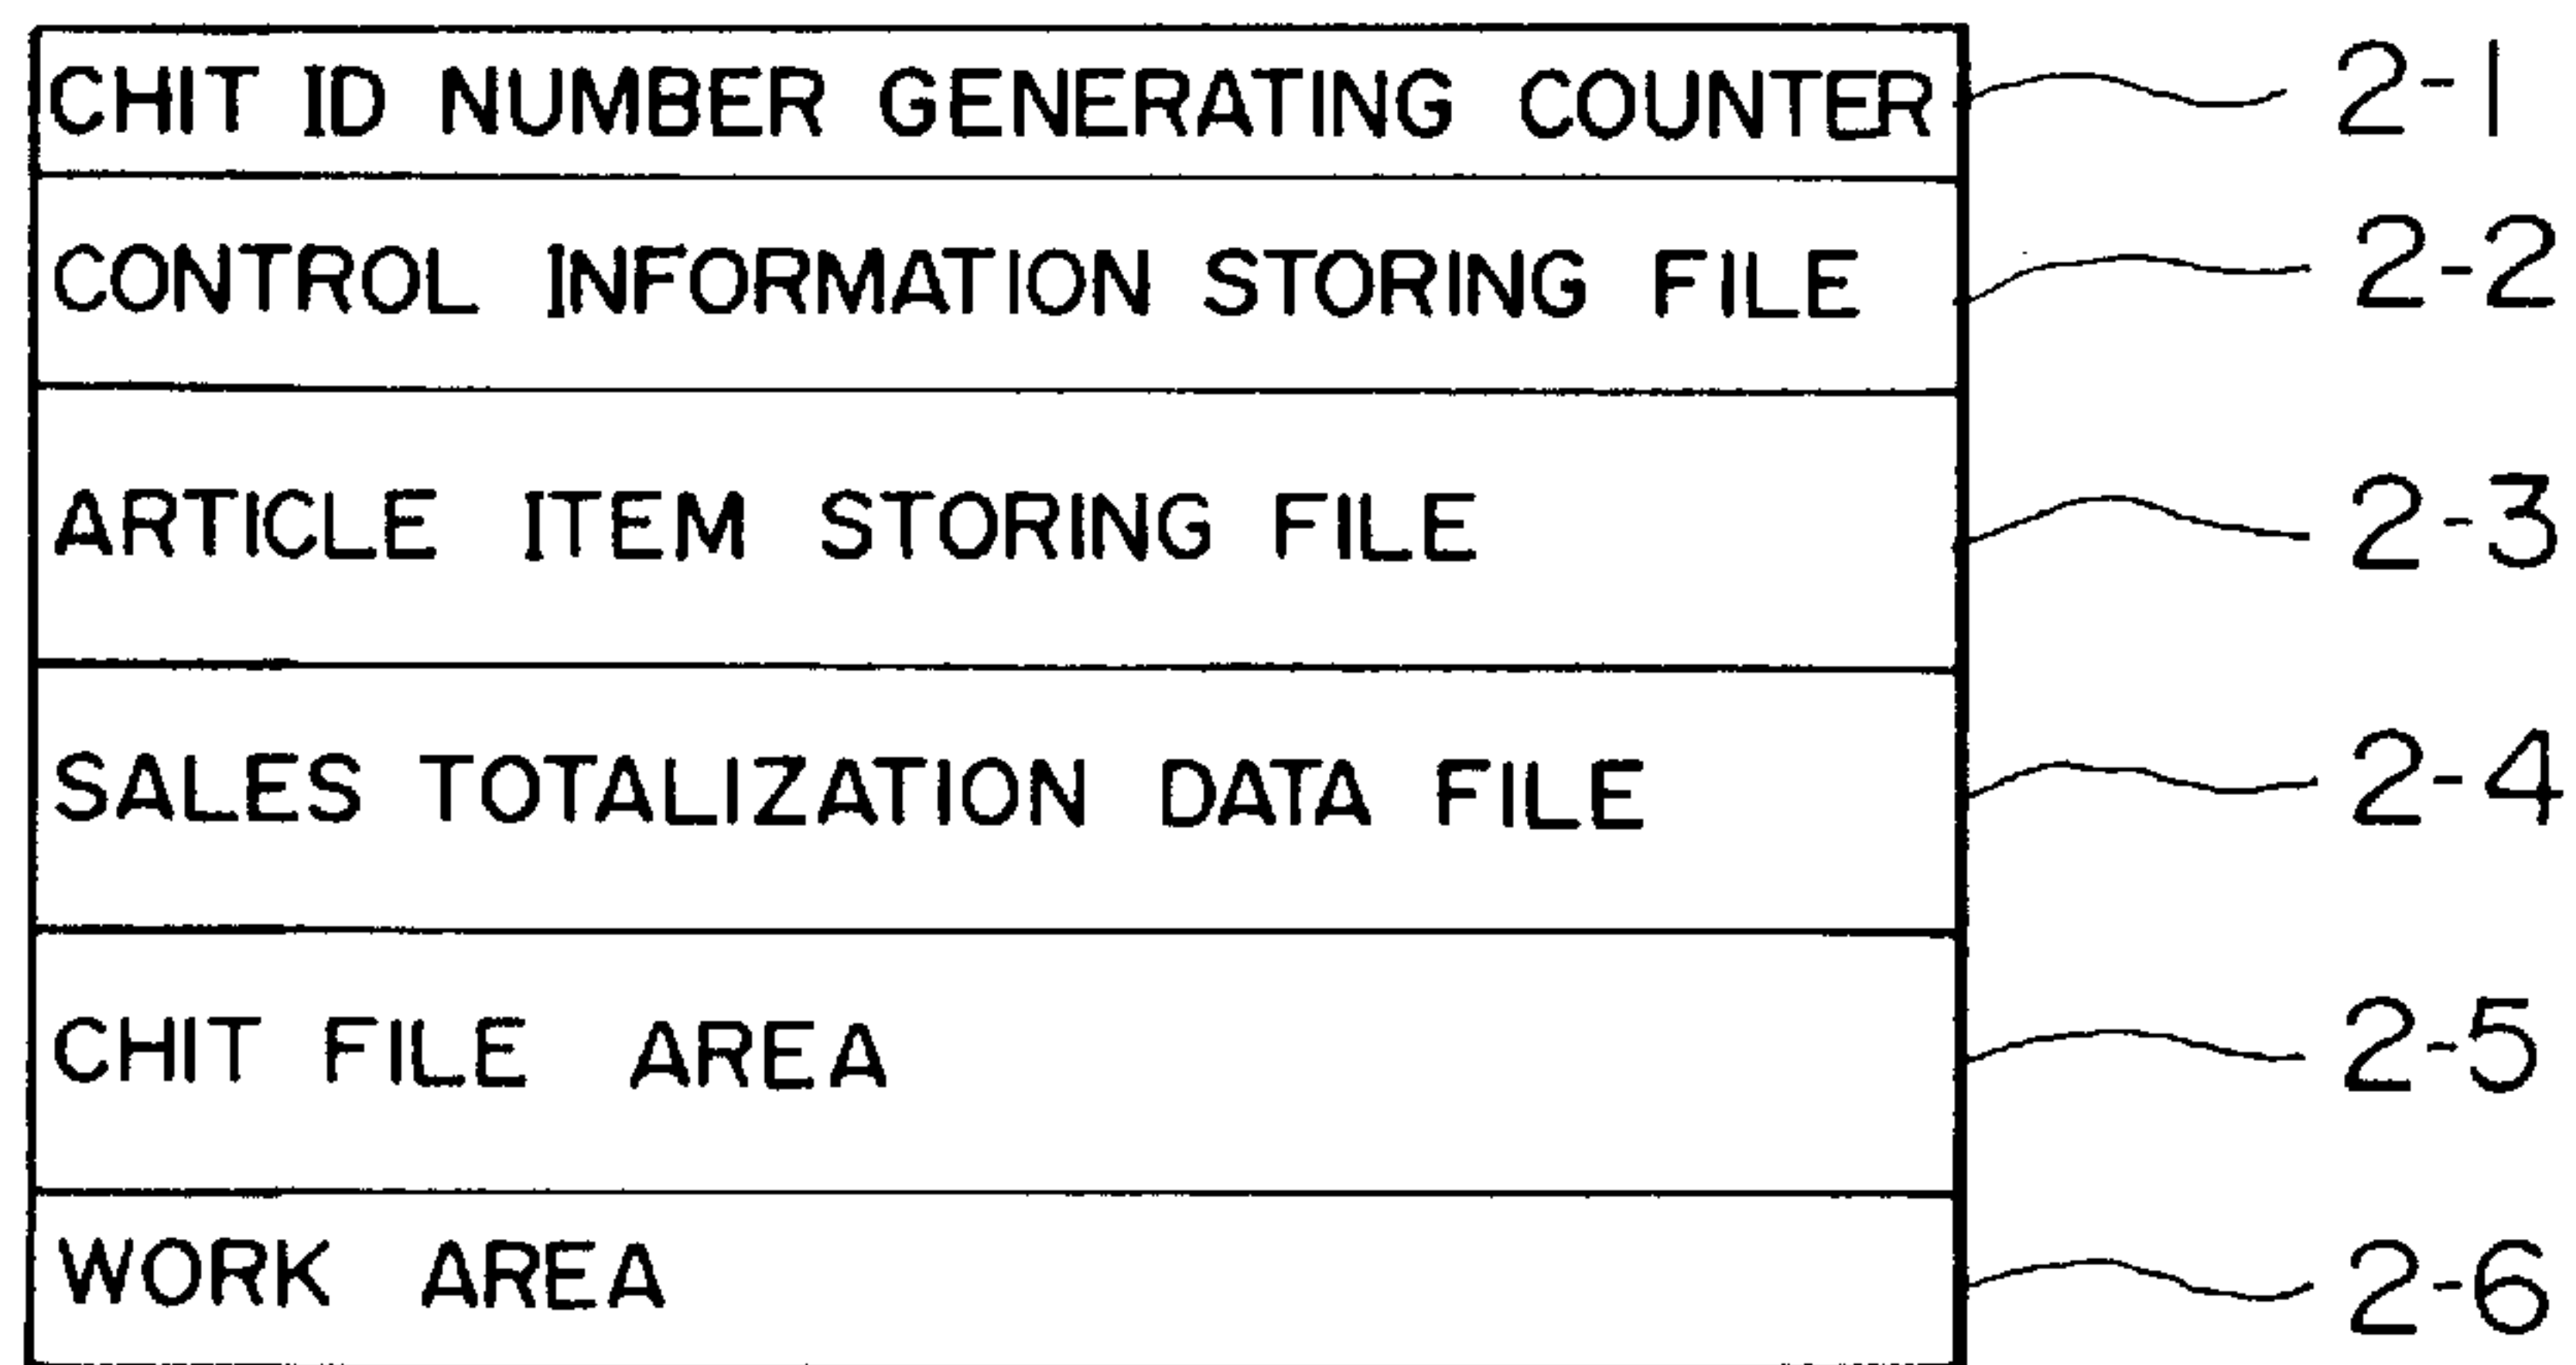 CHIT ID NUMBER GENERATING COUNTER 2-1
CONTROL INFORMATION STORING FILE 2-2
ARTICLE ITEM STORING FILE 2-3
SALES TOTALIZATION DATA FILE 2-4
CHIT FILE AREA 2-5
WORK AREA 2-6